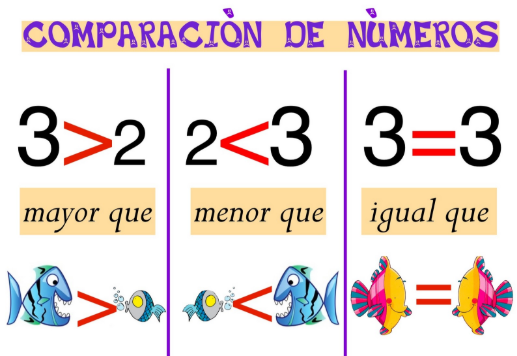 COMPARACIÒN DE NÙMEROS
3>2
2<3
3=3
mayor que
menor que
igual que
>
<
=